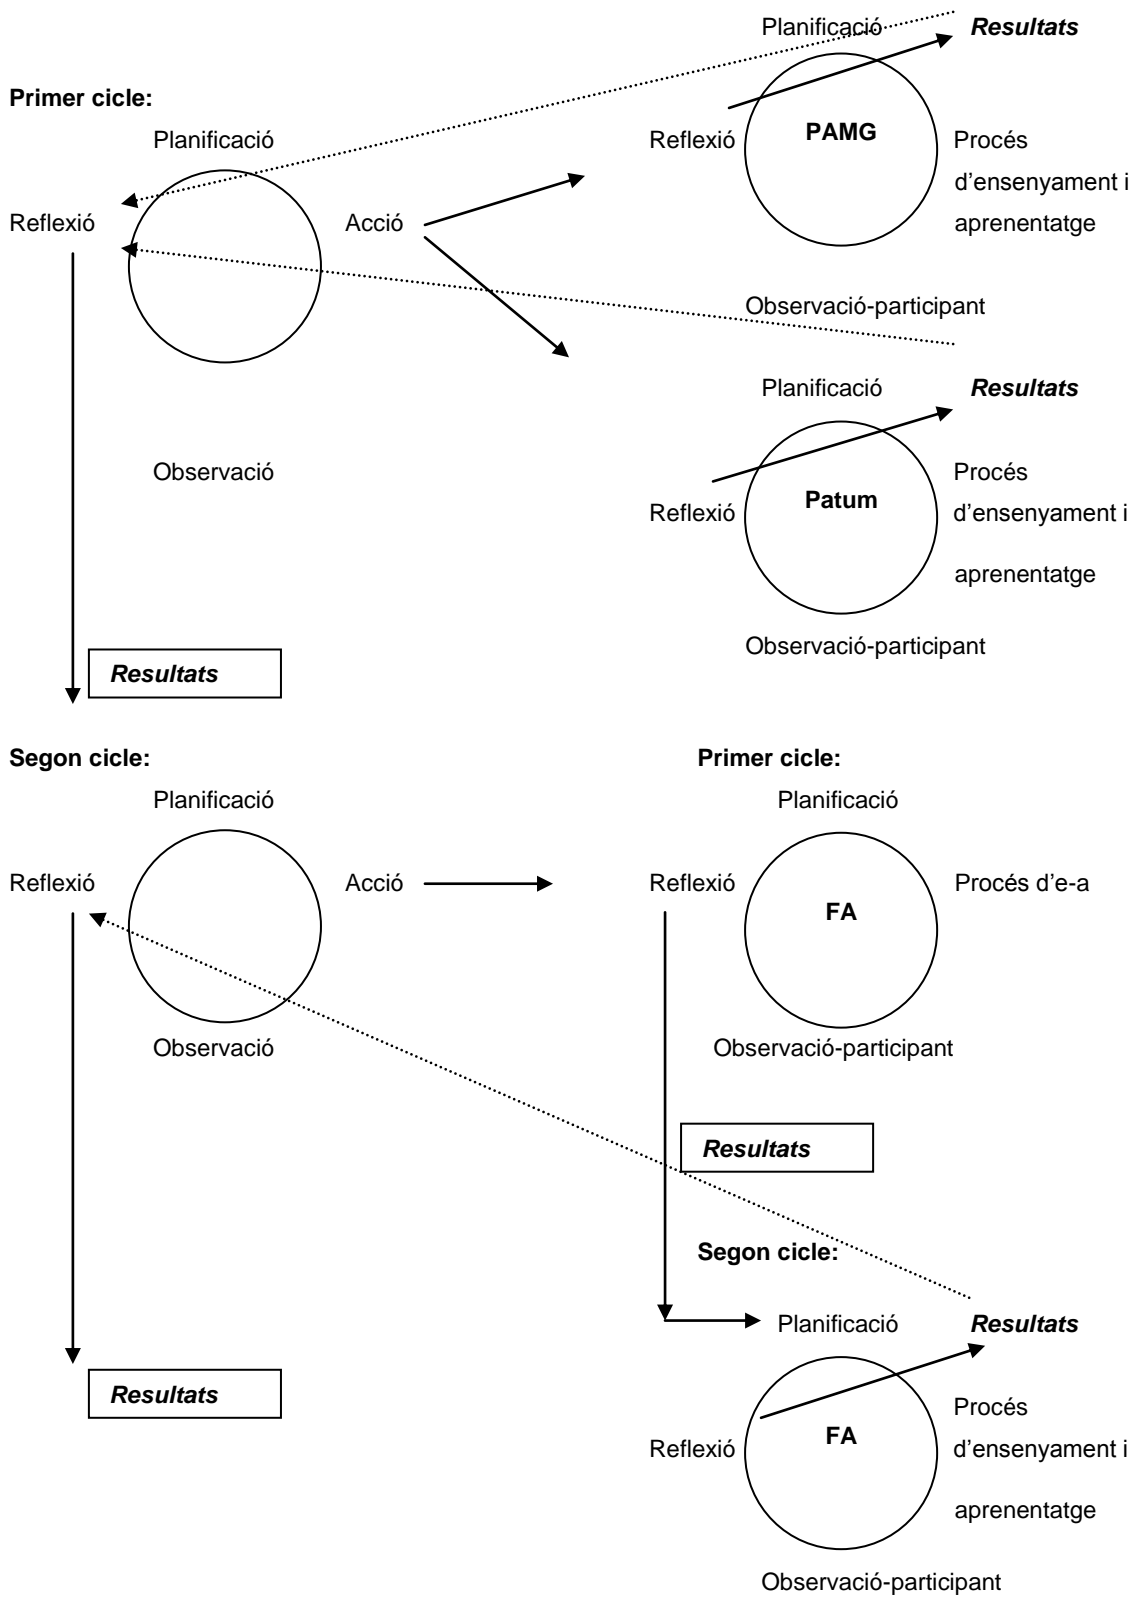 Planificació
Resultats
Primer cicle:
Planificació
Reflexió
PAMG
Procés
d’ensenyament i
aprenentatge
Reflexió
Acció
Observació-participant
Planificació
Resultats
Observació
Procés
Patum
Reflexió
d’ensenyament i
aprenentatge
Observació-participant
Resultats
Segon cicle:
Primer cicle:
Planificació
Planificació
Reflexió
Acció
Reflexió
Procés d’e-a
FA
Observació
Observació-participant
Resultats
Segon cicle:
Planificació
Resultats
Resultats
Procés
FA
Reflexió
d’ensenyament i
aprenentatge
Observació-participant